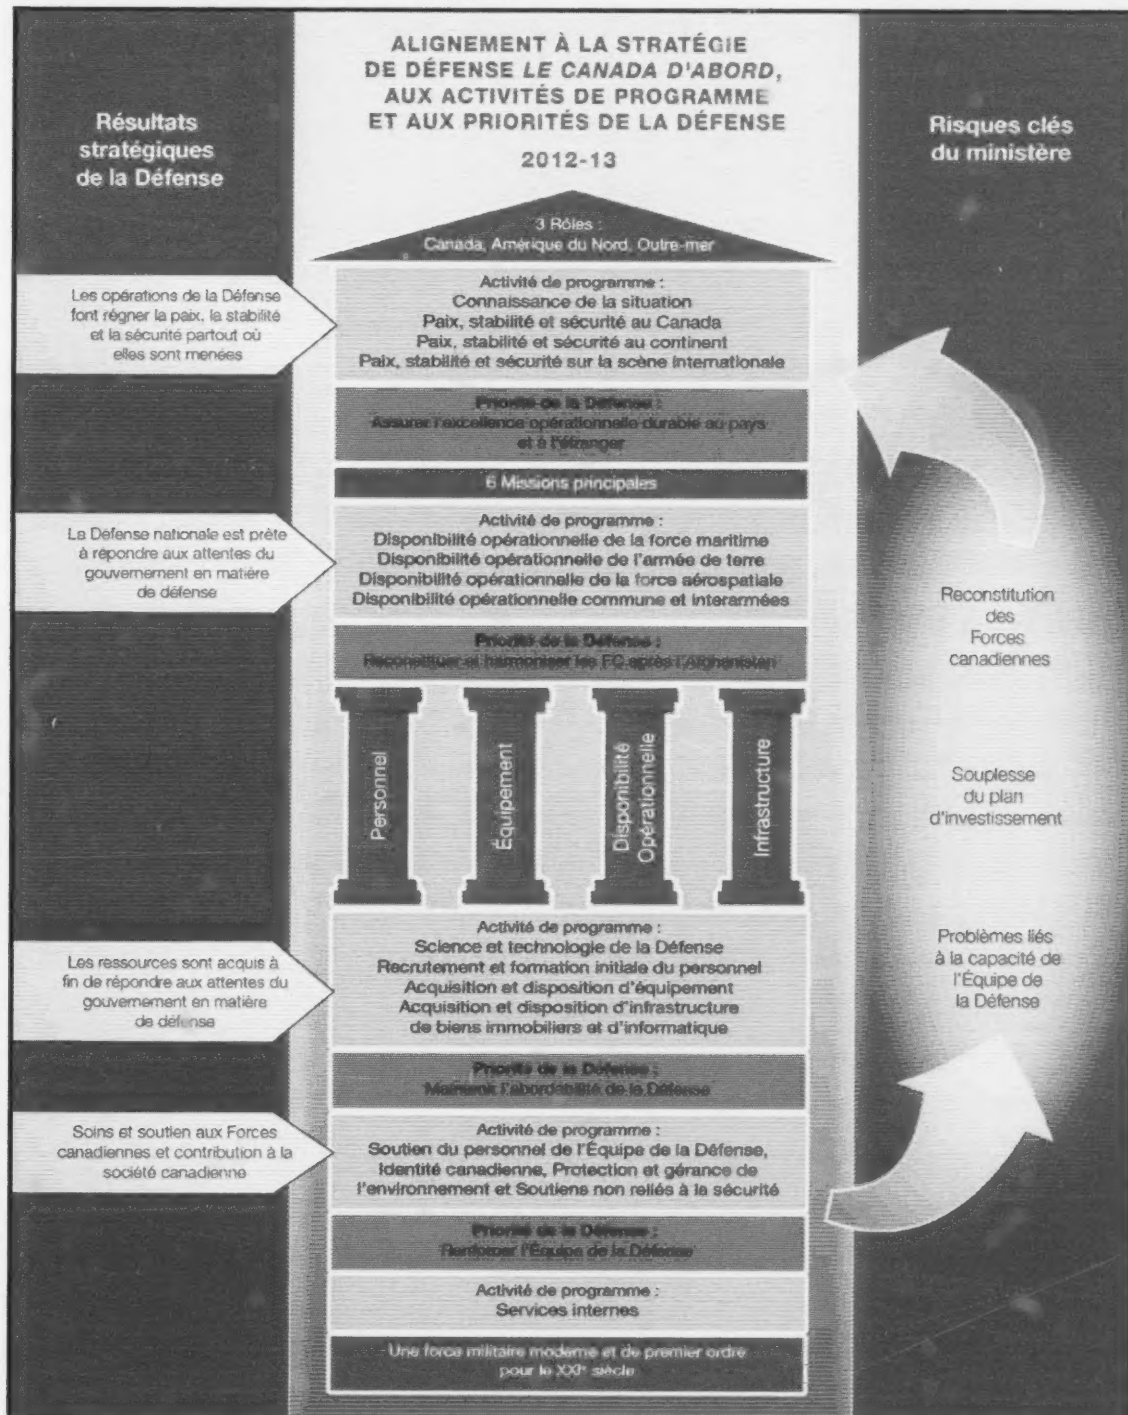 ALIGNEMENT À LA STRATÉGIE
DE DÉFENSE LE CANADA D'ABORD,
AUX ACTIVITÉS DE PROGRAMME
ET AUX PRIORITÉS DE LA DÉFENSE
2012-13
Résultats
stratégiques
de la Défense
Risques clés
du ministère
3 Rôles :
Canada, Amérique du Nord, Outre-mer
Les opérations de la Défense
font régner la paix, la stabilité
et la sécurité partout où
elles sont menées
Activité de programme :
Connaissance de la situation
Paix, stabilité et sécurité au Canada
Paix, stabilité et sécurité au continent
Paix, stabilité et sécurité sur la scène internationale
Priorité de la Défense :
Assurer l'excellence opérationnelle durable au pays
et à l'étranger
6 Missions principales
La Défense nationale est prête
à répondre aux attentes du
gouvernement en matière
de défense
Activité de programme :
Disponibilité opérationnelle de la force maritime
Disponibilité opérationnelle de l'armée de terre
Disponibilité opérationnelle de la force aérospatiale
Disponibilité opérationnelle commune et interarmées
Priorité de la Défense :
Reconstituer et harmoniser les FC après l'Afghanistan
Personnel
Équipement
Disponibilité
Opérationnelle
Infrastructure
Reconstitution
des
Forces
canadiennes
Souplesse
du plan
d'investissement
Problèmes liés
à la capacité de
l'Équipe de
la Défense
Les ressources sont acquis à
fin de répondre aux attentes du
gouvernement en matière
de défense
Activité de programme :
Science et technologie de la Défense
Recrutement et formation initiale du personnel
Acquisition et disposition d'équipement
Acquisition et disposition d'infrastructure
de biens immobiliers et d'informatique
Priorité de la Défense :
Maintenir l'abordabilité de la Défense
Soins et soutien aux Forces
canadiennes et contribution à la
société canadienne
Activité de programme :
Soutien du personnel de l'Équipe de la Défense,
Identité canadienne, Protection et gérance de
l'environnement et Soutiens non reliés à la sécurité
Priorité de la Défense :
Renforcer l'Équipe de la Défense
Activité de programme :
Services internes
Une force militaire moderne et de premier ordre
pour le XXIe siècle